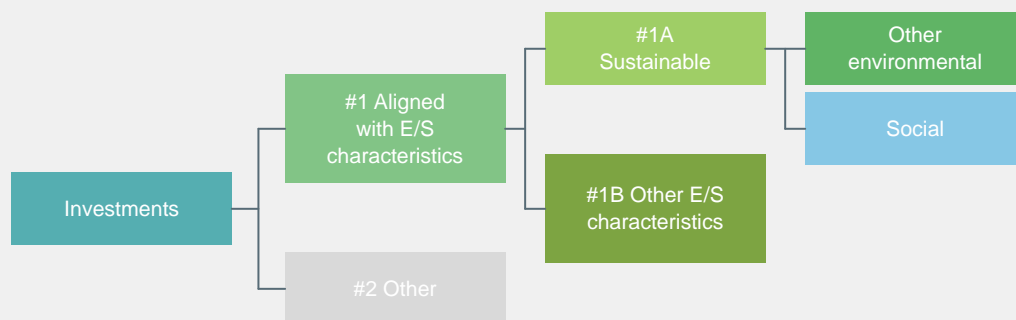 #1A
Sustainable
Other
environmental
#1 Aligned
with E/S
characteristics
Social
Investments
#1B Other E/S
characteristics
#2 Other